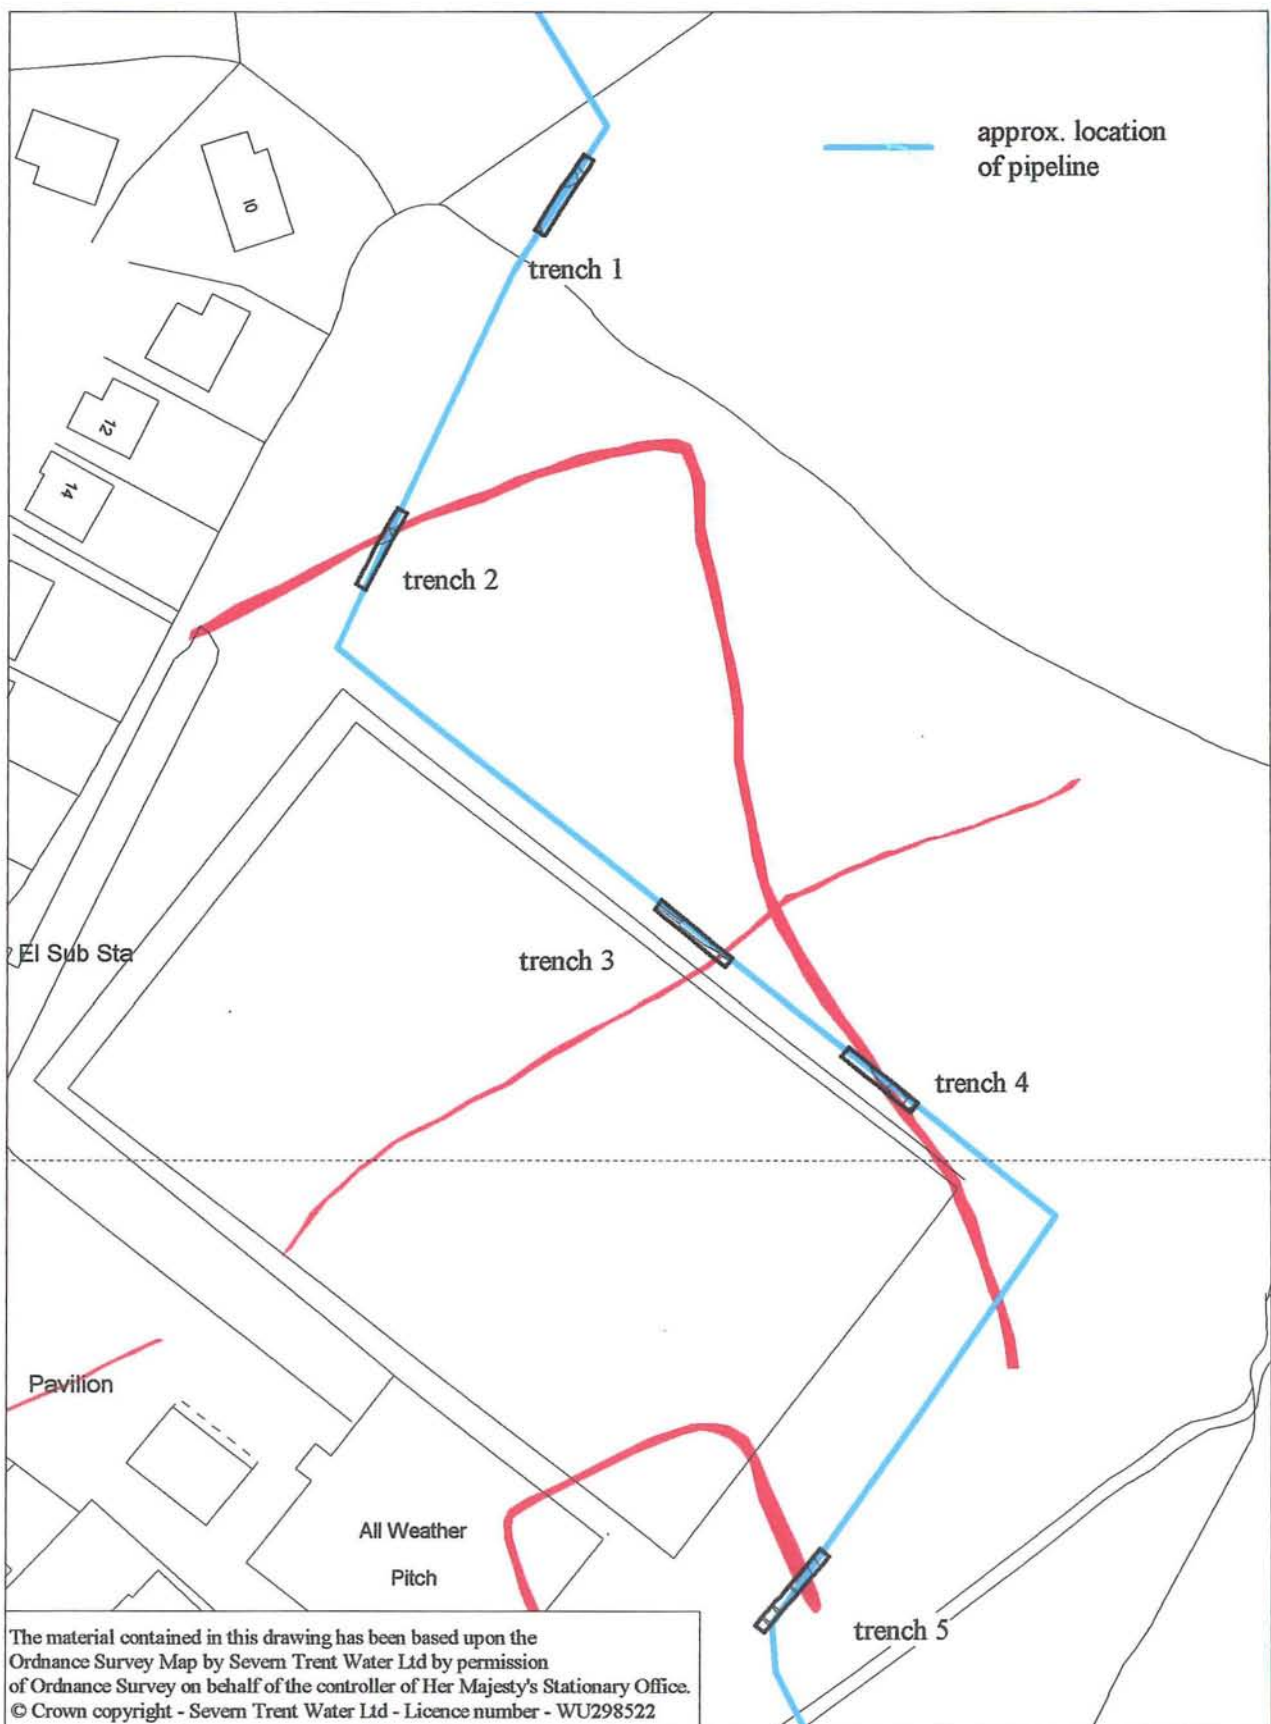 approx. location
of pipeline
10
trench 1
12
14
trench 2
El Sub Sta
trench 3
trench 4
Pavilion
All Weather
Pitch
trench 5
The material contained in this drawing has been based upon the
Ordnance Survey Map by Severn Trent Water Ltd by permission
of Ordnance Survey on behalf of the controller of Her Majesty's Stationary Office.
© Crown copyright - Severn Trent Water Ltd - Licence number - WU298522